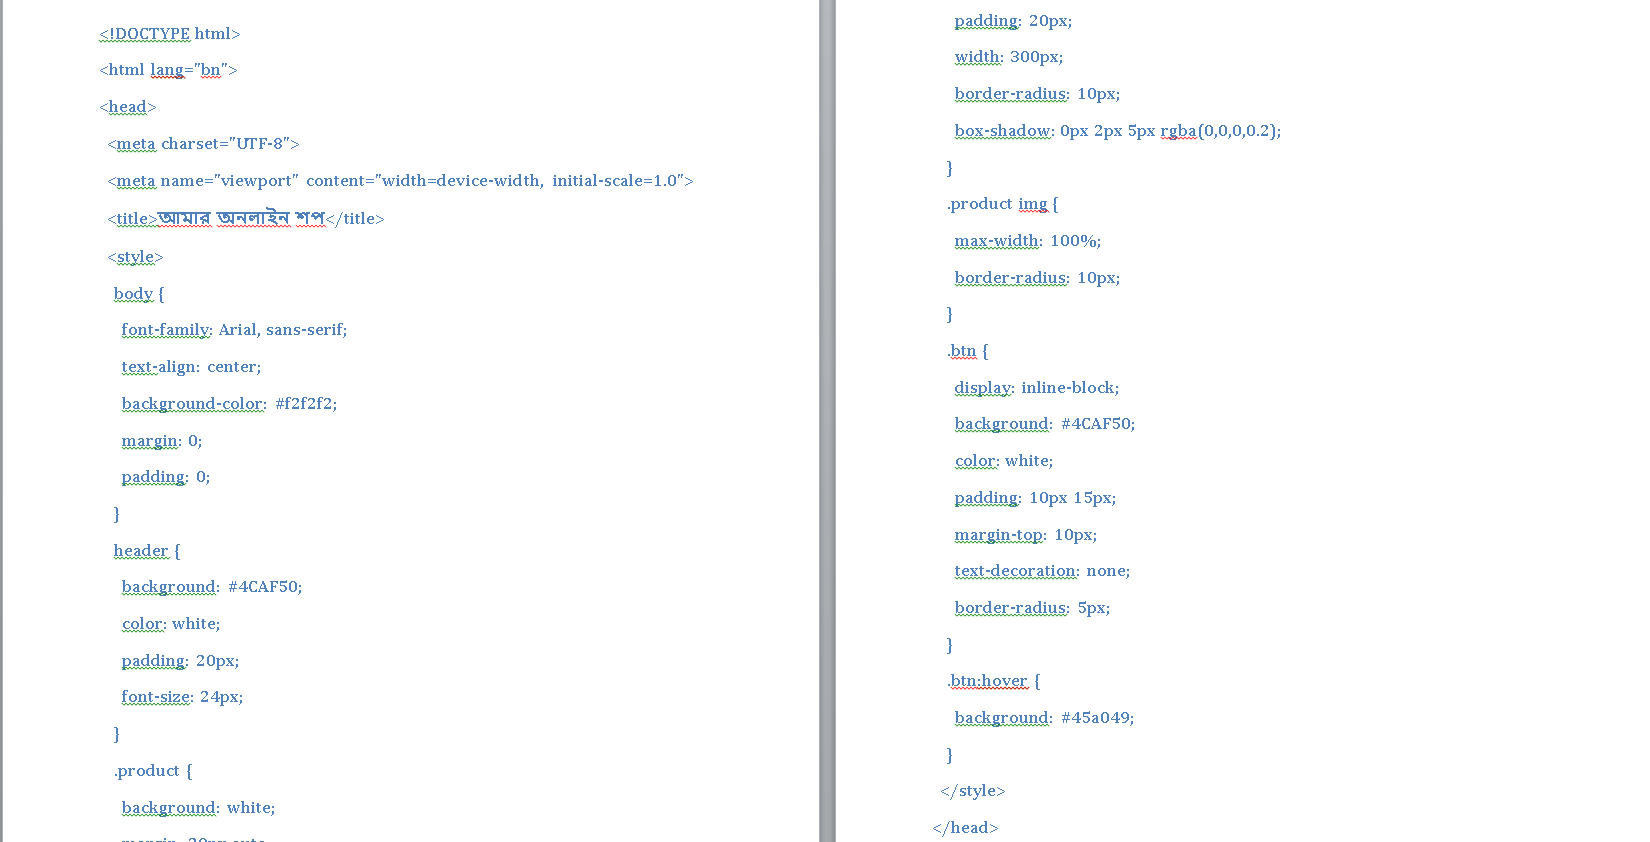 <!DOCTYPE html>
<html lang="bn">
<head>
<meta charset="UTF-8">
<meta name="viewport" content="width=device-width, initial-scale=1.0">
<title>আমার অনলাইন শপ</title>
<style>
body {
font-family: Arial, sans-serif;
text-align: center;
background-color: #f2f2f2;
margin: 0;
padding: 0;
}
header {
background: #4CAF50;
color: white;
padding: 20px;
font-size: 24px;
}
.product {
background: white;
padding: 20px;
width: 300px;
border-radius: 10px;
box-shadow: 0px 2px 5px rgba(0,0,0,0.2);
}
.product img {
max-width: 100%;
border-radius: 10px;
}
.btn {
display: inline-block;
background: #4CAF50;
color: white;
padding: 10px 15px;
margin-top: 10px;
text-decoration: none;
border-radius: 5px;
}
.btn:hover {
background: #45a049;
}
</style>
</head>